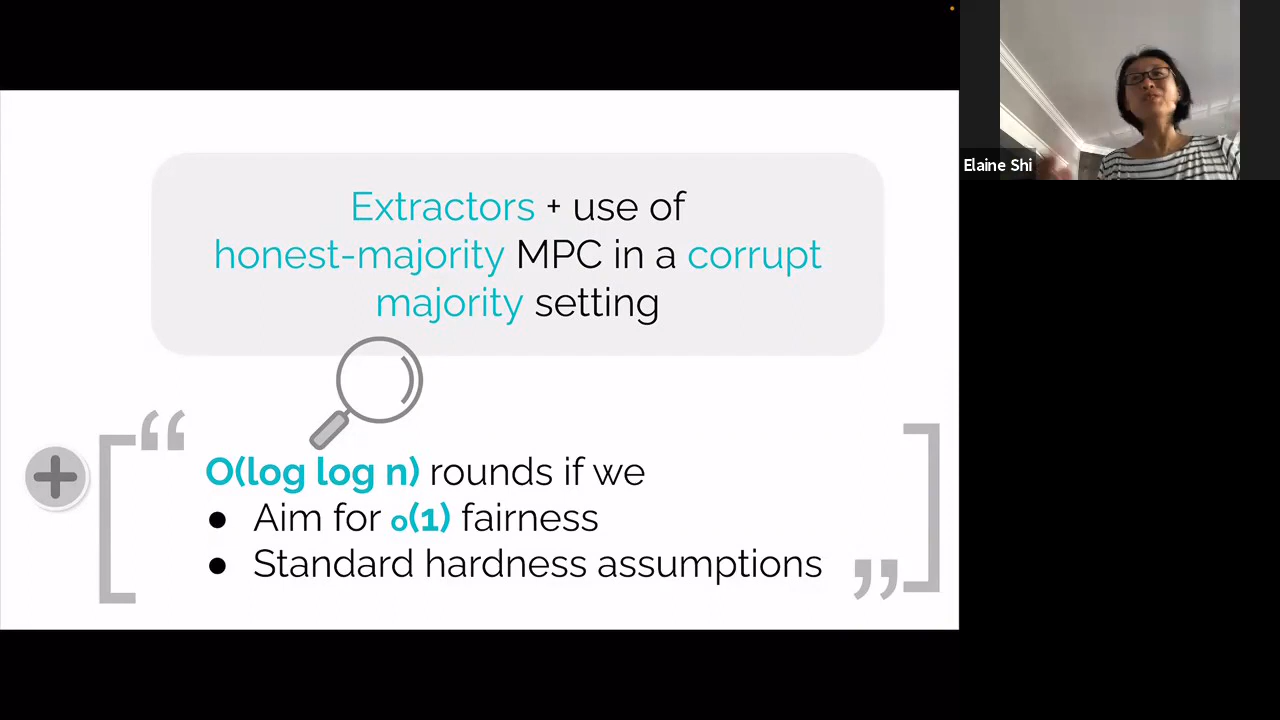 Extractors + use of
honest-majority MPC in a corrupt
majority setting
“
O(log log n) rounds if we
● Aim for o(1) fairness
● Standard hardness assumptions
”
Elaine Shi